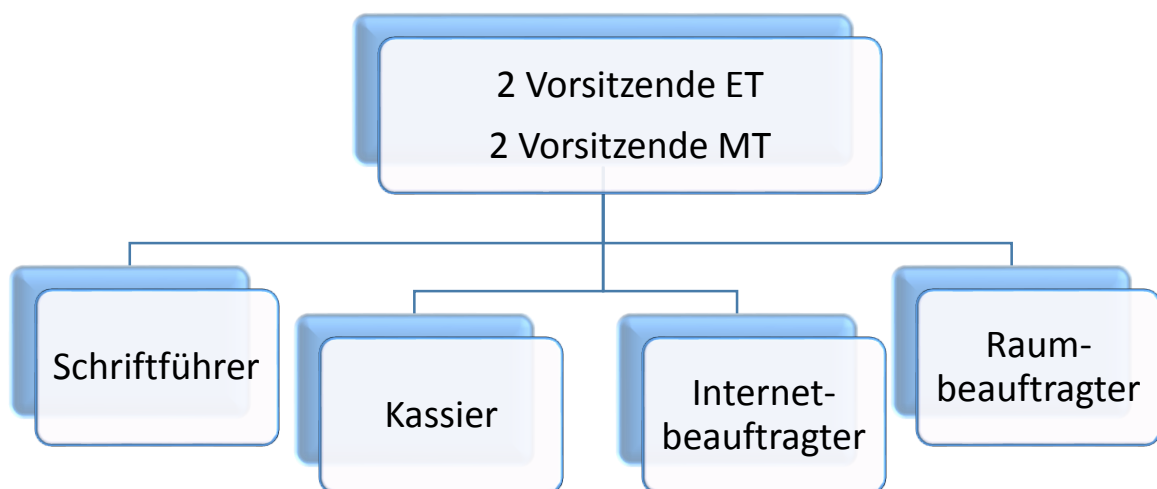 2 Vorsitzende ET
2 Vorsitzende MT
Schriftführer
Kassier
Internet-
beauftragter
Raum-
beauftragter